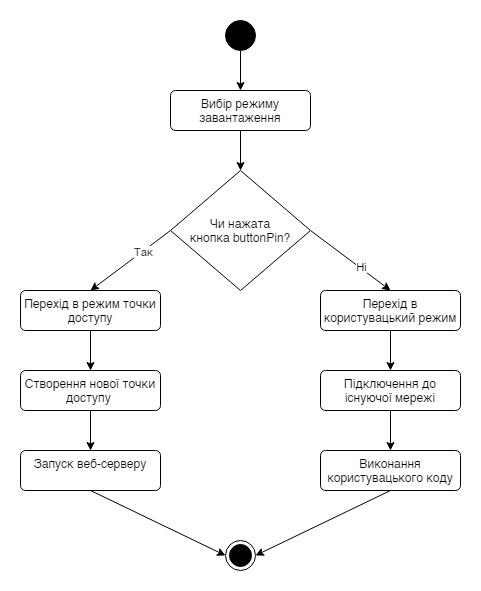 Вибір режиму
завантаження
Чи нажата
кнопка buttonPin?
Так
Ні
Перехід в режим точки
доступу
Перехід в
користувацький режим
Створення нової точки
доступу
Підключення до
існуючої мережі
Запуск веб-серверу
Виконання
користувацького коду